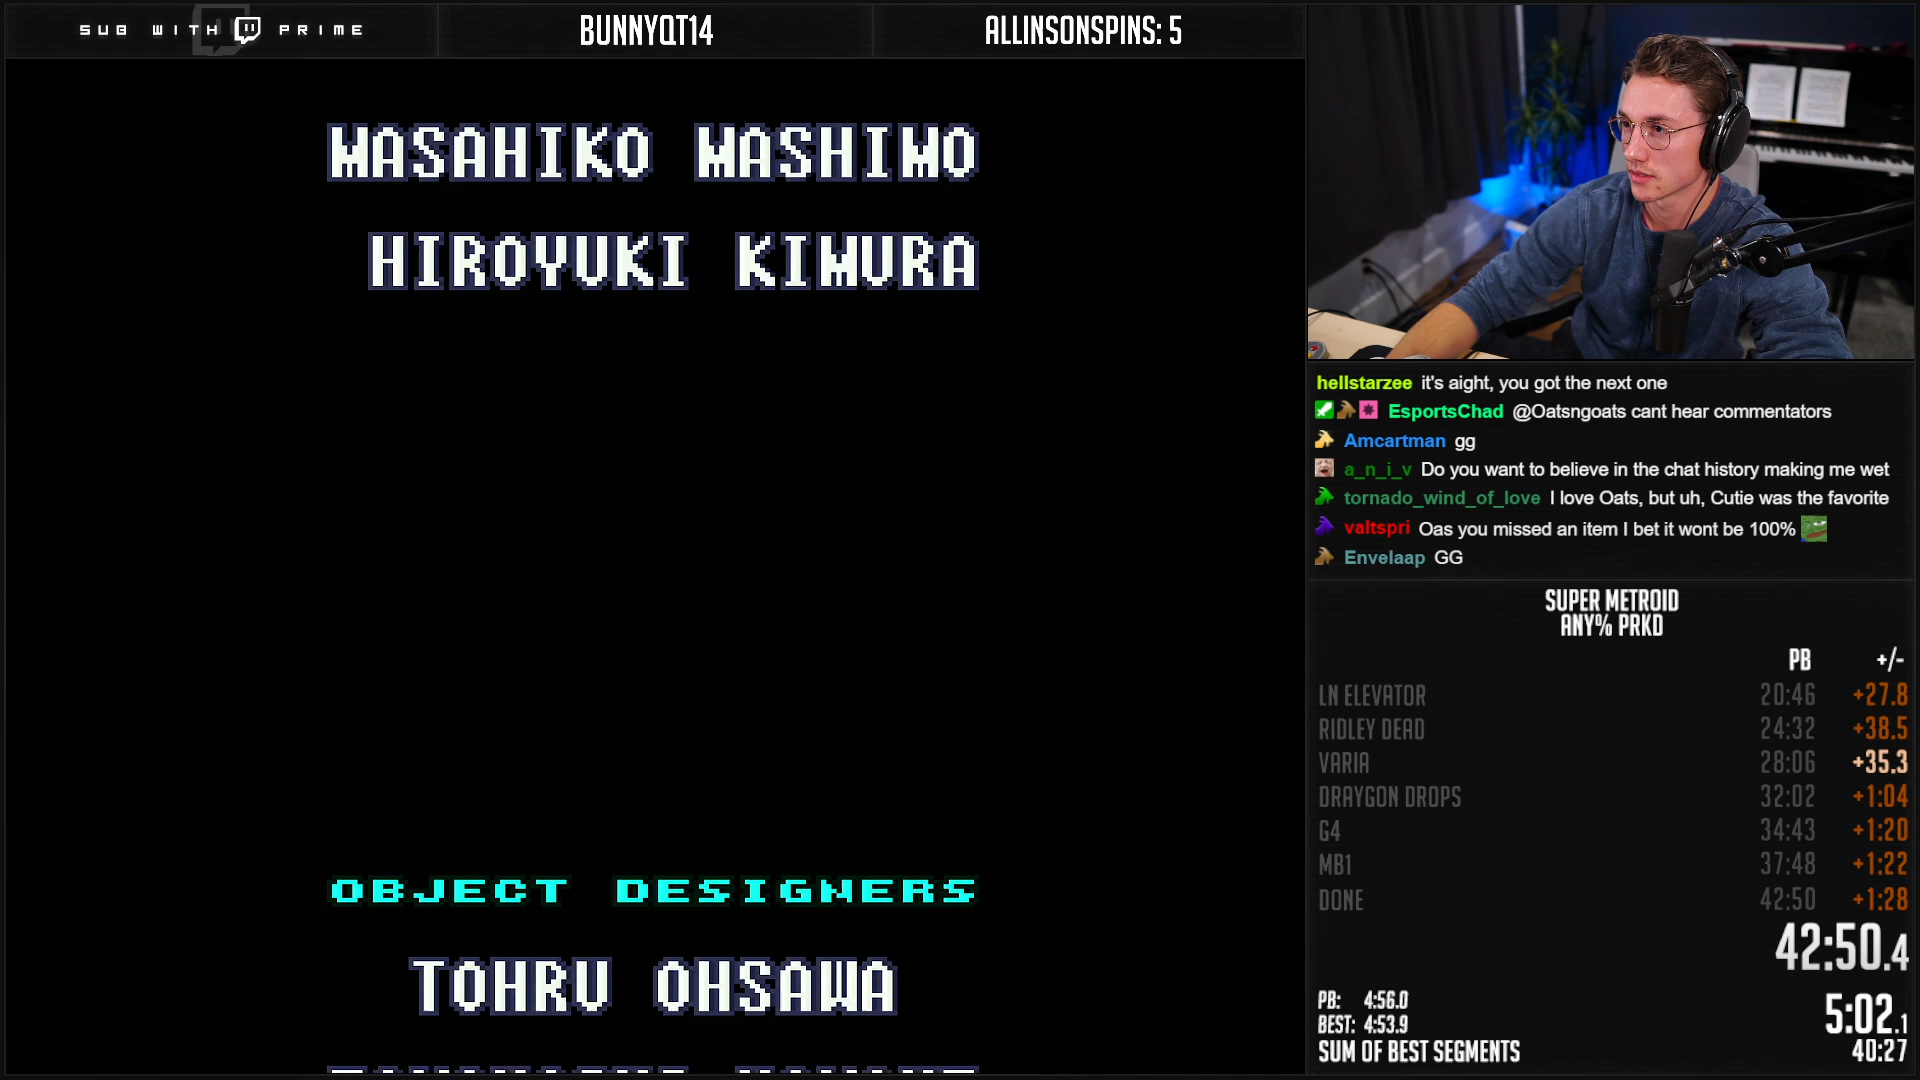 SUB WITH PRIME
BUNNYQT14
ALLINSONSPINS: 5
MASAHIKO MASHIMO
HIROYUKI KIMURA
OBJECT DESIGNERS
TOHRU OHSAWA
hellstarzee it's aight, you got the next one
EsportsChad @Oatsngoats cant hear commentators
Amcartman gg
a_n_i_v Do you want to believe in the chat history making me wet
tornado_wind_of_love I love Oats, but uh, Cutie was the favorite
valtspri Oas you missed an item I bet it wont be 100%
Envelaap GG
SUPER METROID
ANY% PRKD
PB +/-
LN ELEVATOR 20:46 +27.8
RIDLEY DEAD 24:32 +38.5
VARIA 28:06 +35.3
DRAYGON DROPS 32:02 +1:04
G4 34:43 +1:20
MB1 37:48 +1:22
DONE 42:50 +1:28
42:50.4
PB: 4:56.0
BEST: 4:53.9
5:02.1
SUM OF BEST SEGMENTS 40:27